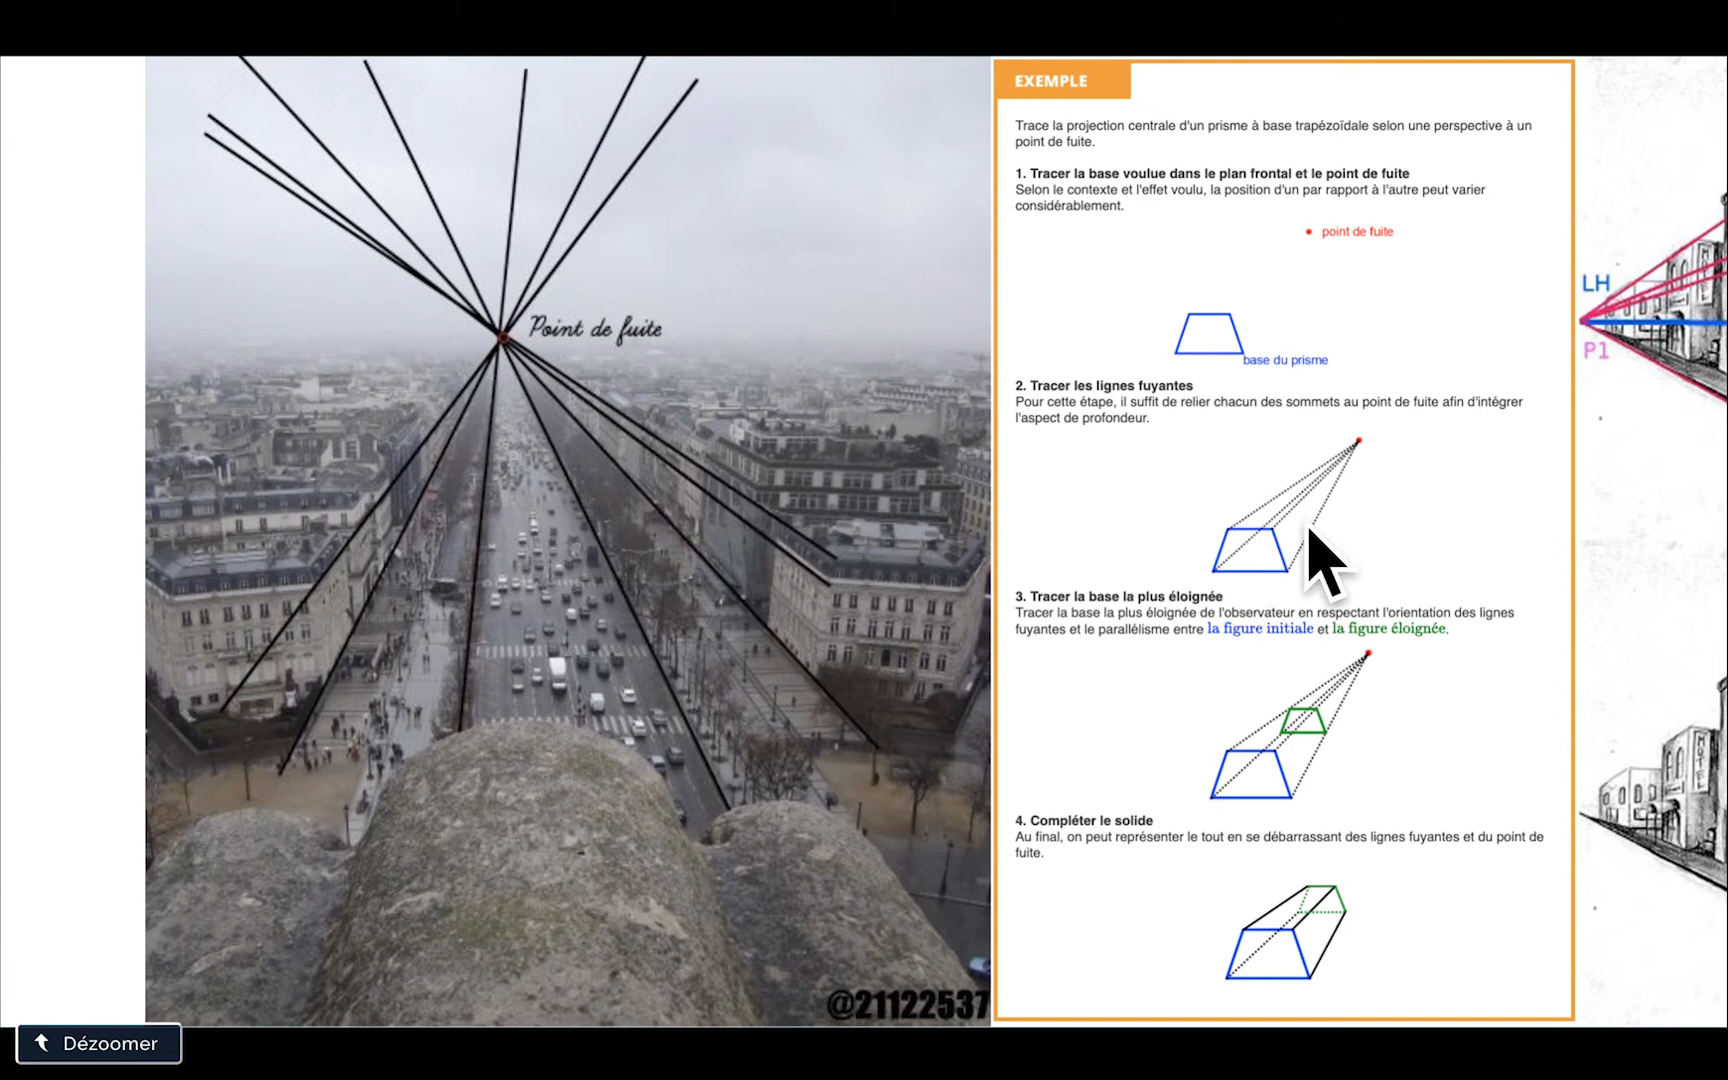 Point de fuite
@21122537
EXEMPLE
Trace la projection centrale d'un prisme à base trapézoïdale selon une perspective à un
point de fuite.
1. Tracer la base voulue dans le plan frontal et le point de fuite
Selon le contexte et l'effet voulu, la position d'un par rapport à l'autre peut varier
considérablement.
point de fuite
base du prisme
2. Tracer les lignes fuyantes
Pour cette étape, il suffit de relier chacun des sommets au point de fuite afin d'intégrer
l'aspect de profondeur.
3. Tracer la base la plus éloignée
Tracer la base la plus éloignée de l'observateur en respectant l'orientation des lignes
fuyantes et le parallélisme entre la figure initiale et la figure éloignée.
4. Compléter le solide
Au final, on peut représenter le tout en se débarrassant des lignes fuyantes et du point de
fuite.
LH
P1
MOTEL
Dézoomer